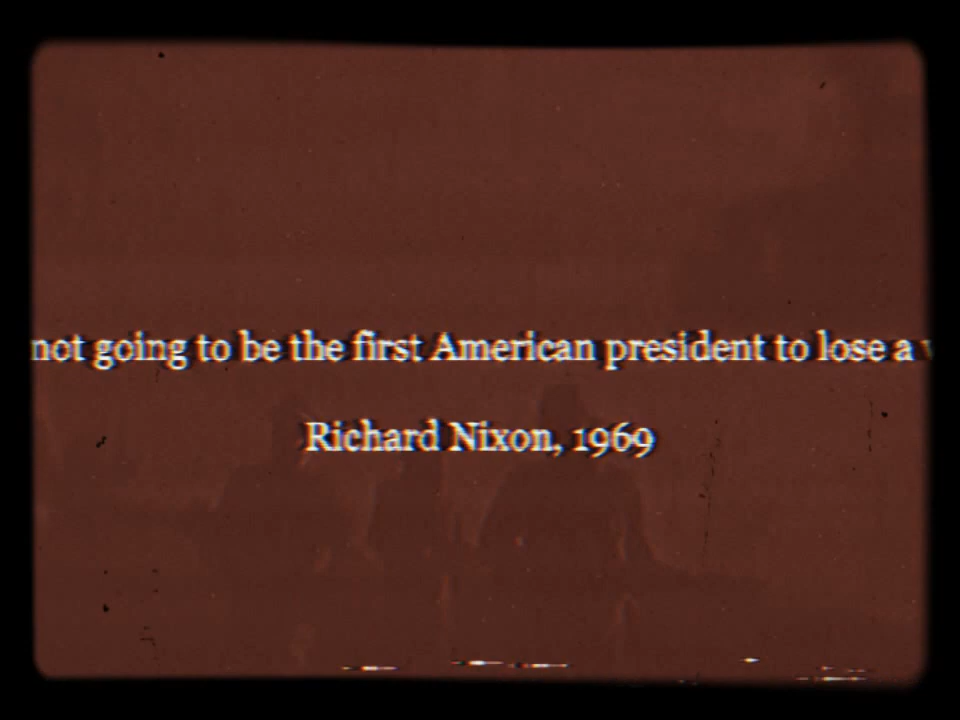 not going to be the first American president to lose a
Richard Nixon, 1969